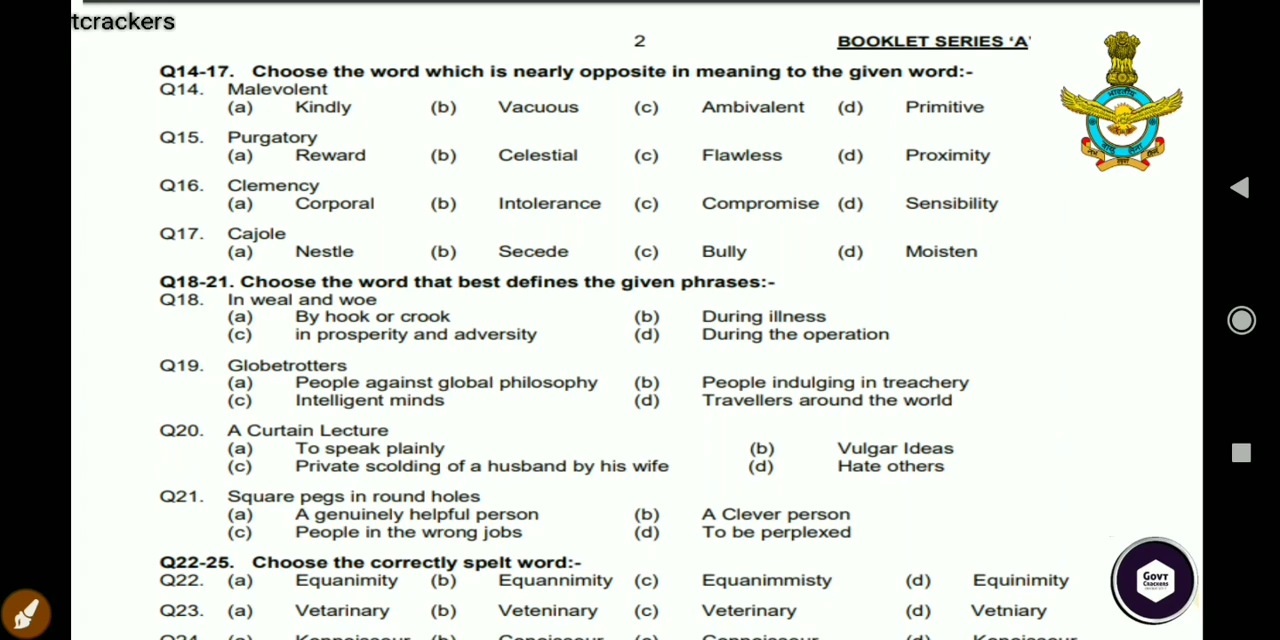 tcrackers
2 BOOKLET SERIES ‘A’
Q14-17. Choose the word which is nearly opposite in meaning to the given word:-
Q14. Malevolent
(a) Kindly (b) Vacuous (c) Ambivalent (d) Primitive
Q15. Purgatory
(a) Reward (b) Celestial (c) Flawless (d) Proximity
Q16. Clemency
(a) Corporal (b) Intolerance (c) Compromise (d) Sensibility
Q17. Cajole
(a) Nestle (b) Secede (c) Bully (d) Moisten
Q18-21. Choose the word that best defines the given phrases:-
Q18. In weal and woe
(a) By hook or crook (b) During illness
(c) in prosperity and adversity (d) During the operation
Q19. Globetrotters
(a) People against global philosophy (b) People indulging in treachery
(c) Intelligent minds (d) Travellers around the world
Q20. A Curtain Lecture
(a) To speak plainly (b) Vulgar Ideas
(c) Private scolding of a husband by his wife (d) Hate others
Q21. Square pegs in round holes
(a) A genuinely helpful person (b) A Clever person
(c) People in the wrong jobs (d) To be perplexed
Q22-25. Choose the correctly spelt word:-
Q22. (a) Equanimity (b) Equannimity (c) Equanimmisty (d) Equinimity
Q23. (a) Vetarinary (b) Veteninary (c) Veterinary (d) Vetniary
GOVT
CRACKERS